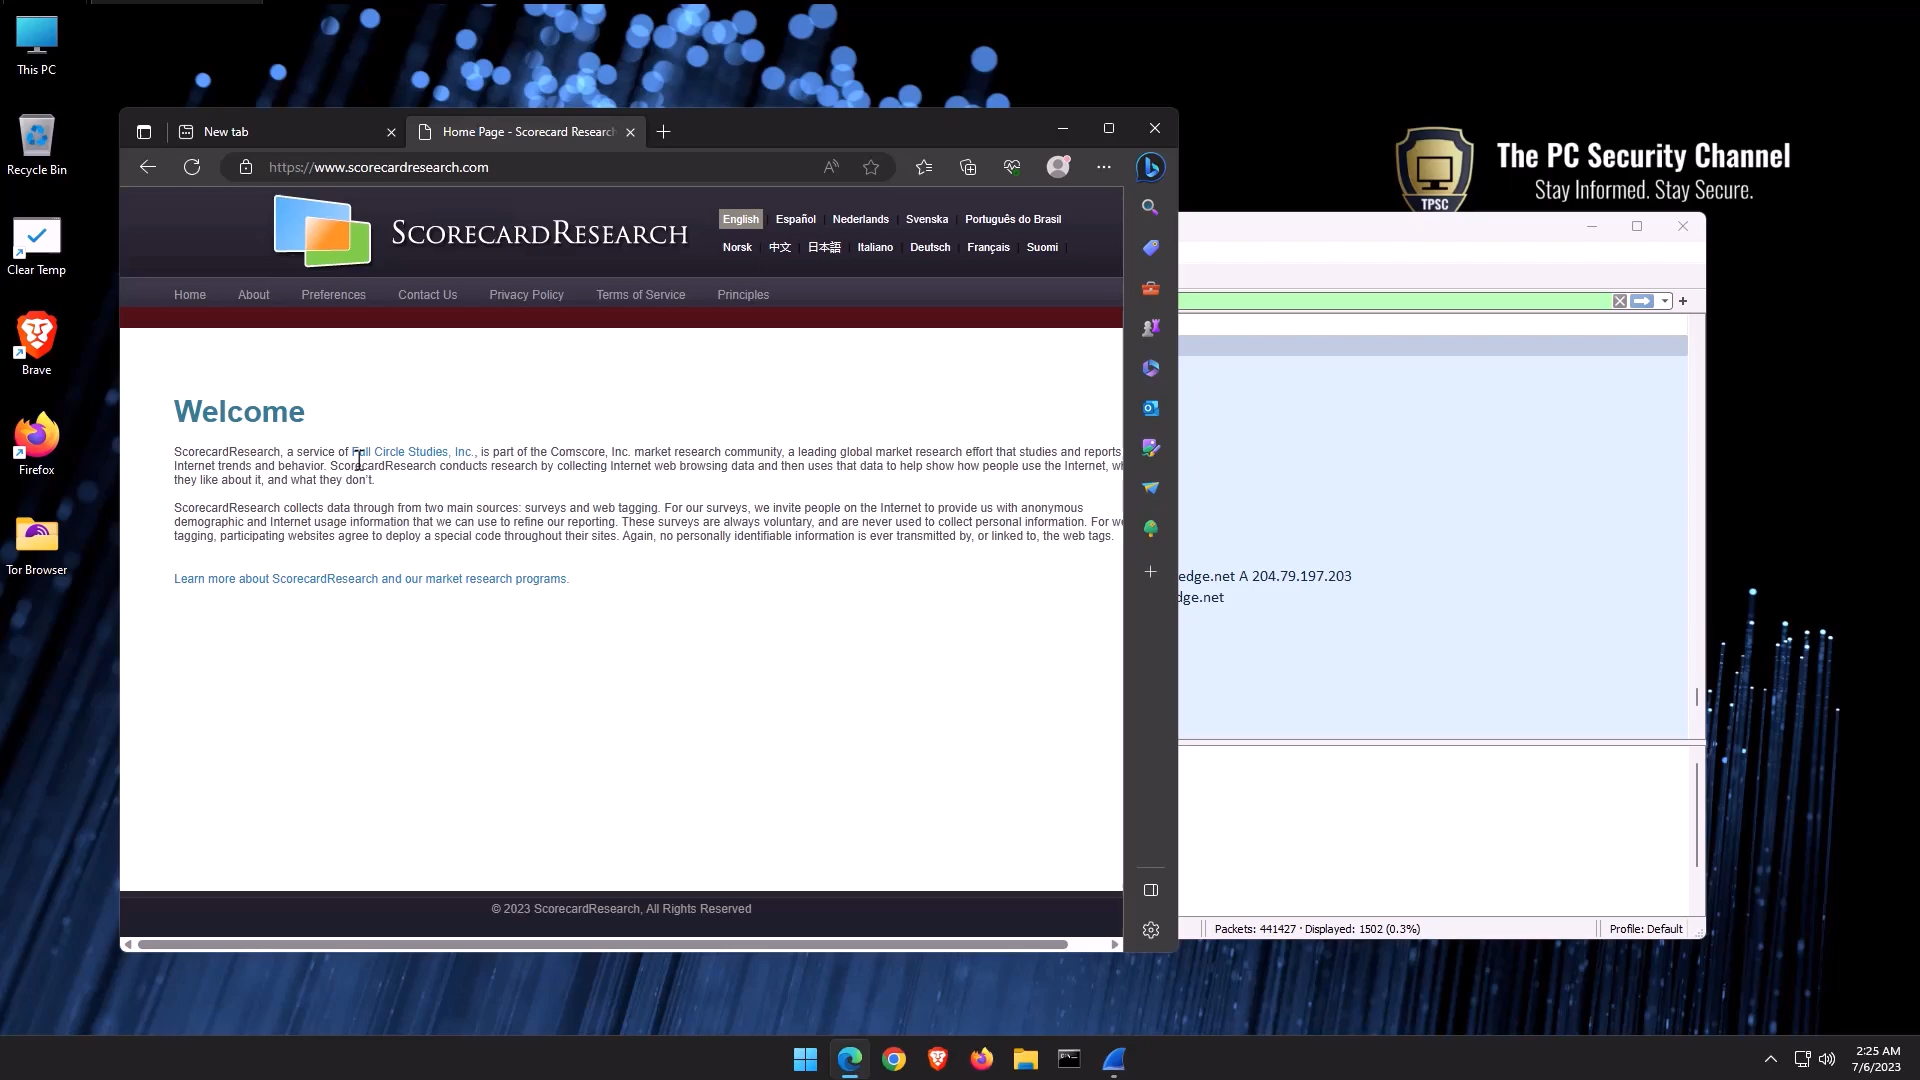 This PC
Recycle Bin
Clear Temp
Brave
Firefox
Tor Browser
New tab
Home Page - Scorecard Research
https://www.scorecardresearch.com
SCORECARDRESEARCH
English Español Nederlands Svenska Português do Brasil
Norsk 中文 日本語 Italiano Deutsch Français Suomi
Home About Preferences Contact Us Privacy Policy Terms of Service Principles
Welcome
ScorecardResearch, a service of Full Circle Studies, Inc., is part of the Comscore, Inc. market research community, a leading global market research effort that studies and reports
Internet trends and behavior. ScorecardResearch conducts research by collecting Internet web browsing data and then uses that data to help show how people use the Internet,
they like about it, and what they don't.
ScorecardResearch collects data through from two main sources: surveys and web tagging. For our surveys, we invite people on the Internet to provide us with anonymous
demographic and Internet usage information that we can use to refine our reporting. These surveys are always voluntary, and are never used to collect personal information. For
tagging, participating websites agree to deploy a special code throughout their sites. Again, no personally identifiable information is ever transmitted by, or linked to, the web tags.
Learn more about ScorecardResearch and our market research programs.
© 2023 ScorecardResearch, All Rights Reserved
The PC Security Channel
Stay Informed. Stay Secure.
TPSC
edge.net A 204.79.197.203
dge.net
Packets: 441427 · Displayed: 1502 (0.3%)
Profile: Default
2:25 AM
7/6/2023